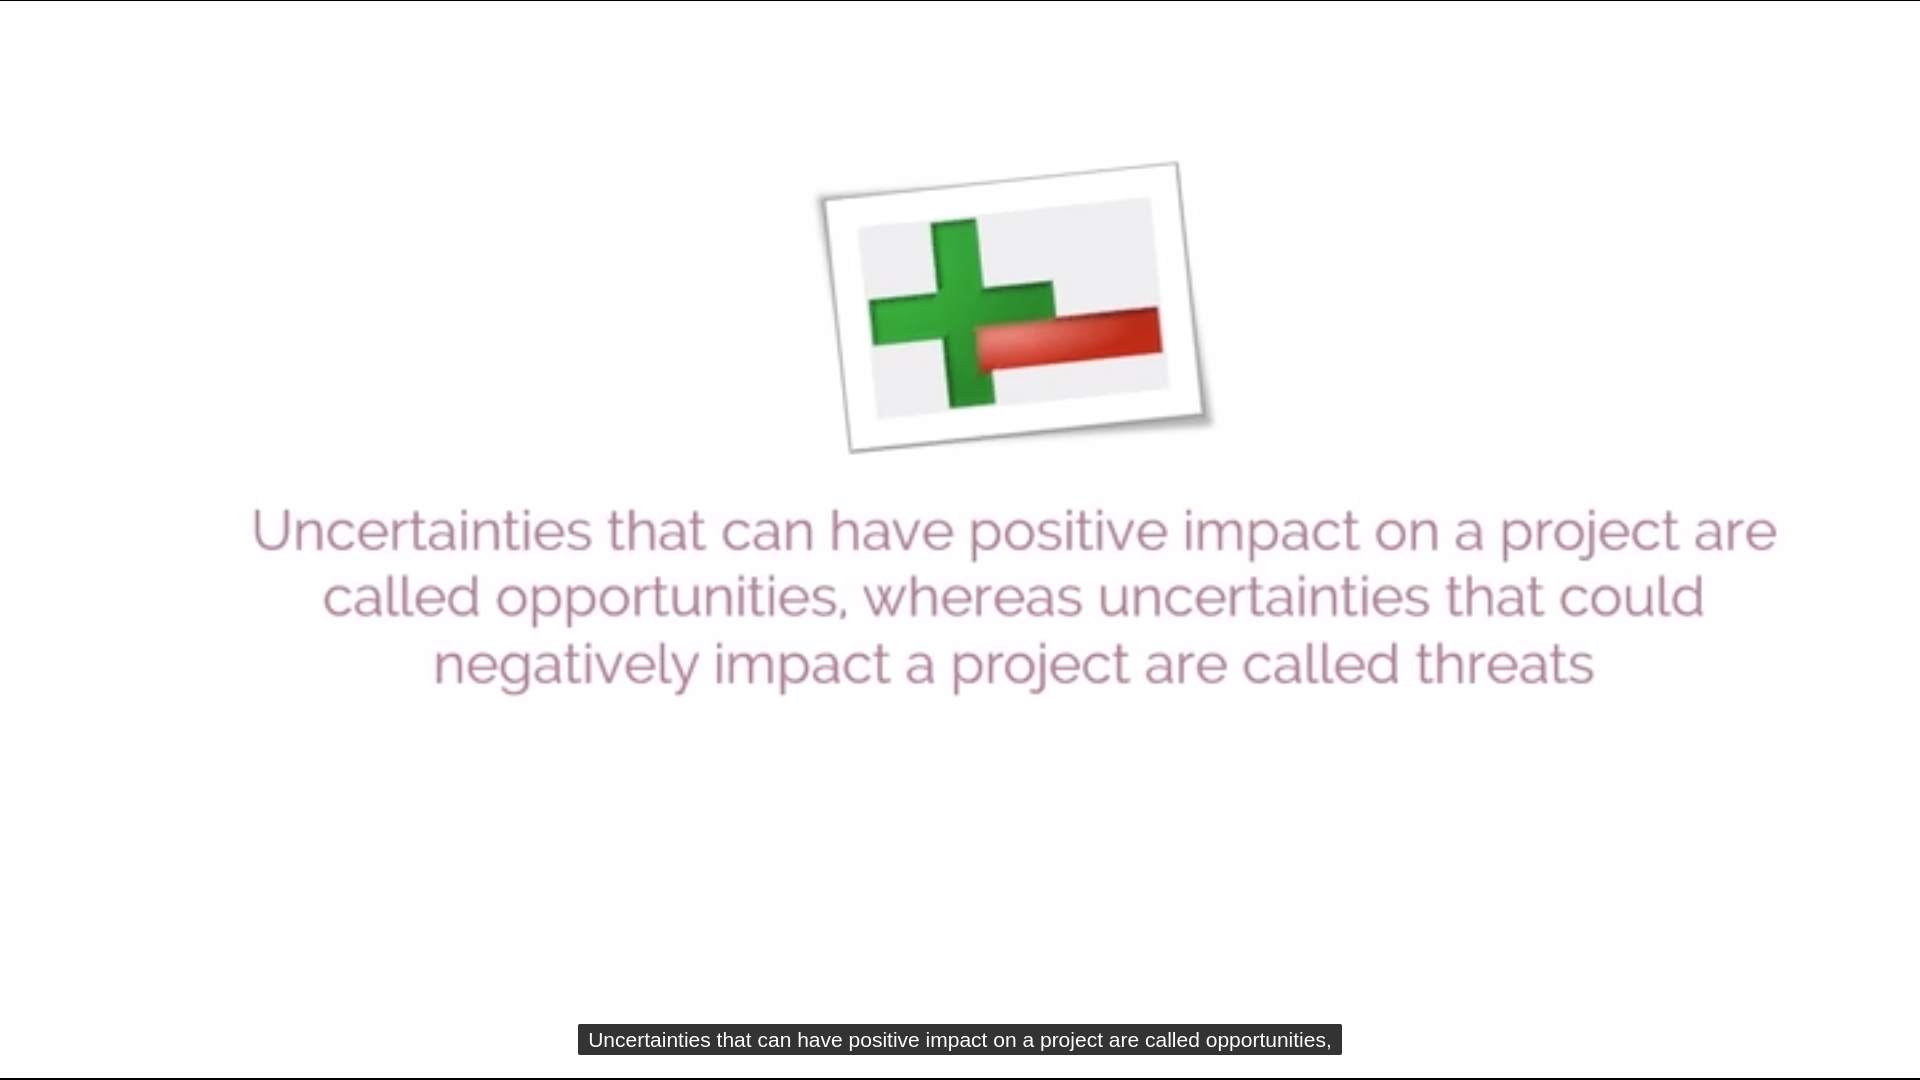 Uncertainties that can have positive impact on a project are
called opportunities, whereas uncertainties that could
negatively impact a project are called threats
Uncertainties that can have positive impact on a project are called opportunities,